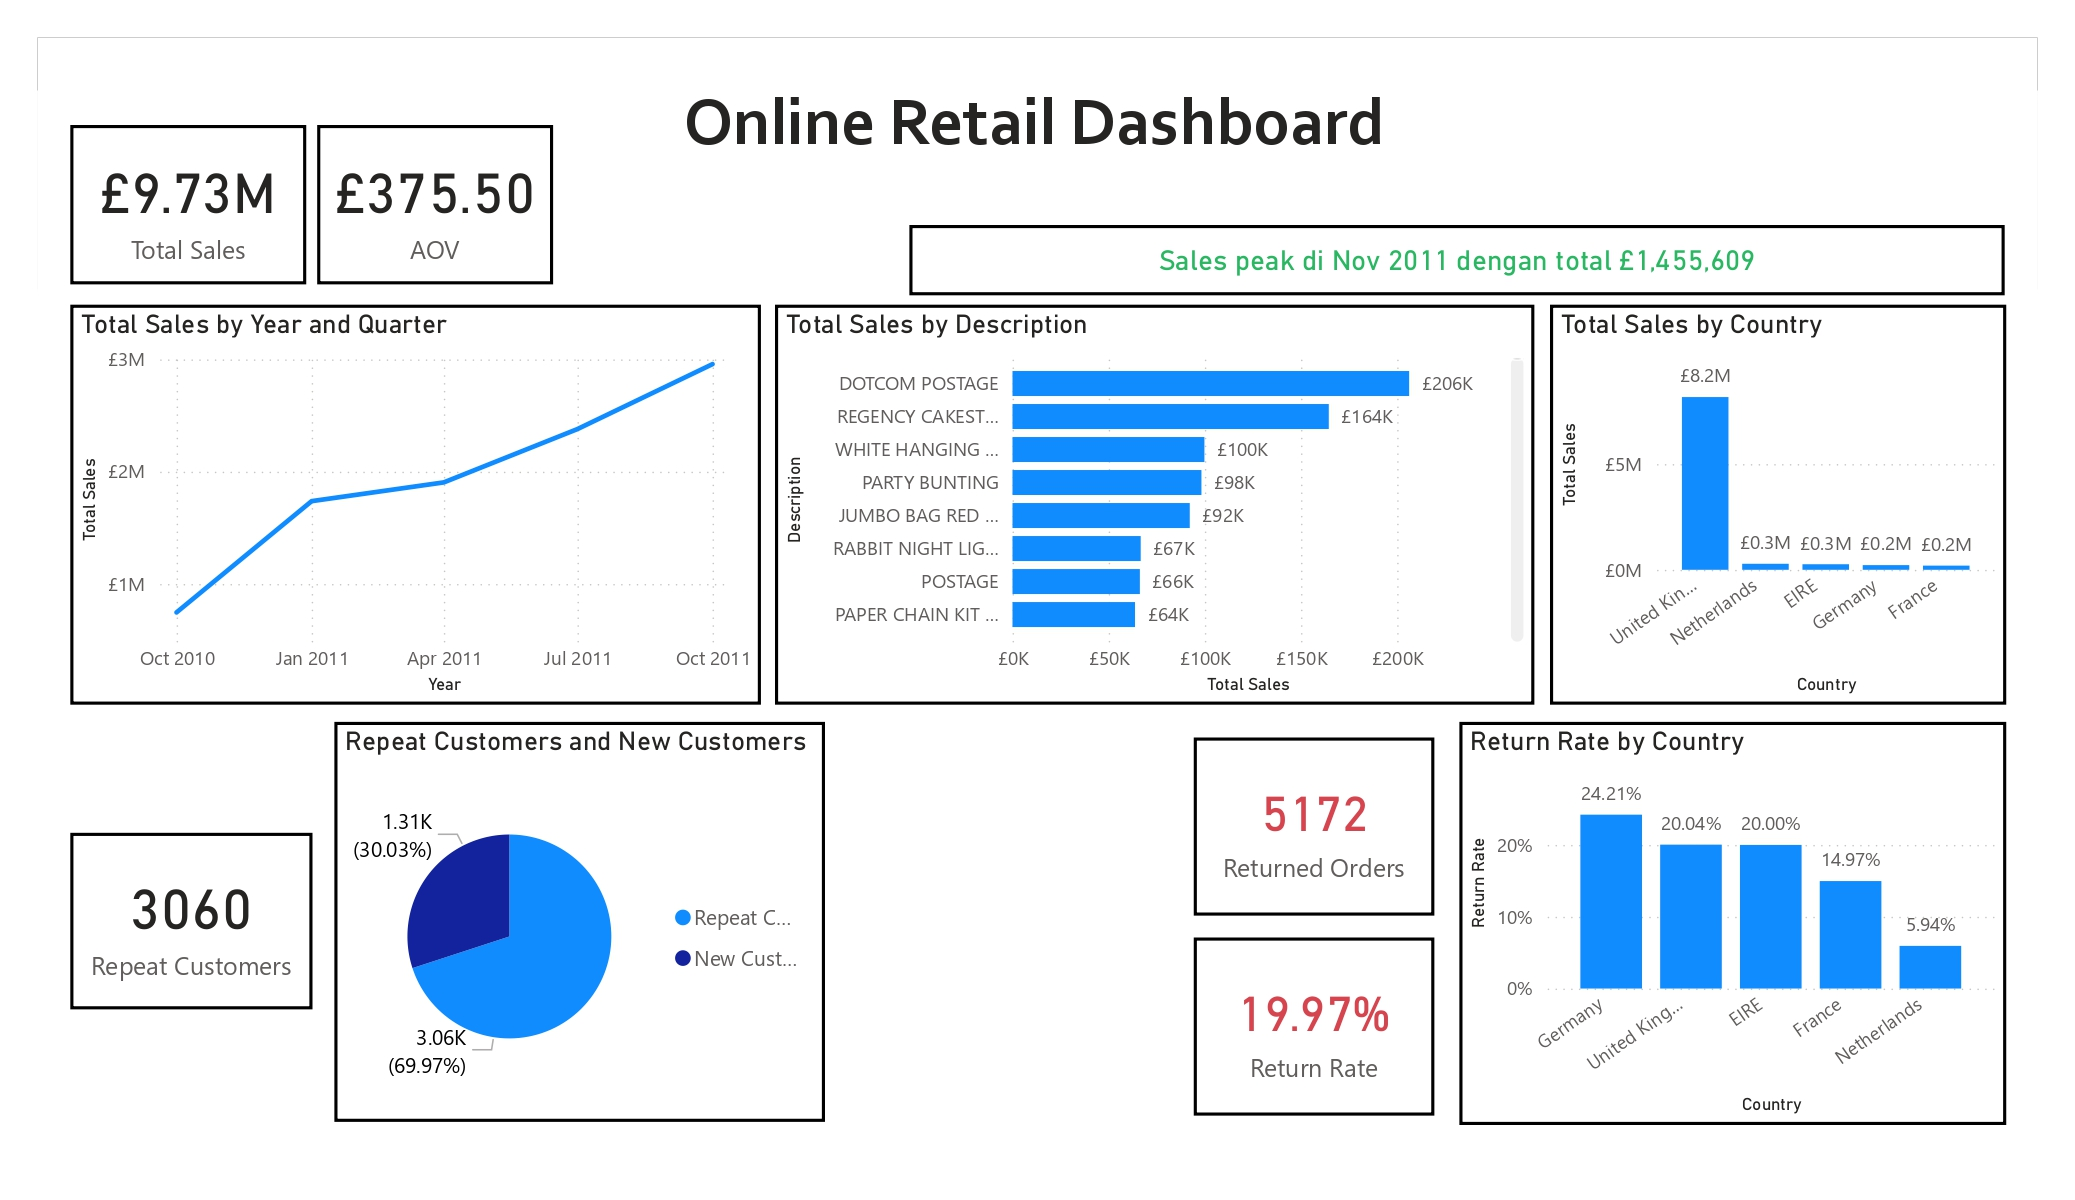 Online Retail Dashboard
£9.73M
Total Sales
£375.50
AOV
Sales peak di Nov 2011 dengan total £1,455,609
Total Sales by Year and Quarter
£3M
£2M
£1M
Total Sales
Oct 2010
Jan 2011
Apr 2011
Jul 2011
Oct 2011
Year
Total Sales by Description
Description
DOTCOM POSTAGE £206K
REGENCY CAKEST... £164K
WHITE HANGING ... £100K
PARTY BUNTING £98K
JUMBO BAG RED ... £92K
RABBIT NIGHT LIG... £67K
POSTAGE £66K
PAPER CHAIN KIT ... £64K
£0K £50K £100K £150K £200K
Total Sales
Total Sales by Country
Total Sales
£5M
£0M
£8.2M
£0.3M £0.3M £0.2M £0.2M
United Kin...
Netherlands
EIRE
Germany
France
Country
3060
Repeat Customers
Repeat Customers and New Customers
1.31K
(30.03%)
3.06K
(69.97%)
Repeat C...
New Cust...
5172
Returned Orders
19.97%
Return Rate
Return Rate by Country
Return Rate
20%
10%
0%
24.21%
20.04%
20.00%
14.97%
5.94%
Germany
United King...
EIRE
France
Netherlands
Country